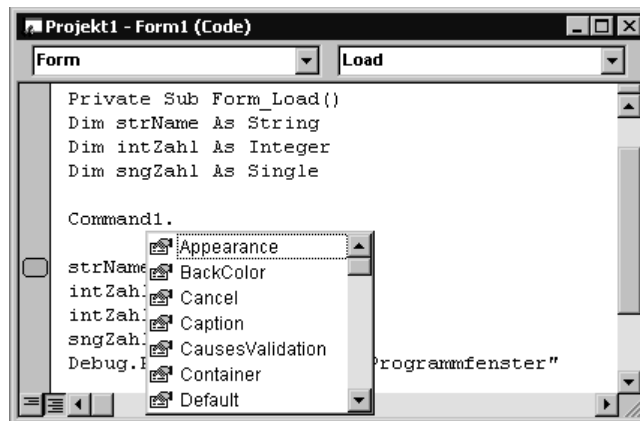 Projekt1 - Form1 (Code)
Form
Load
Private Sub Form_Load()
Dim strName As String
Dim intZahl As Integer
Dim sngZahl As Single
Command1.
Appearance
strName
BackColor
intZahl
Cancel
intZahl
Caption
sngZahl
CausesValidation
Debug.
Programmfenster"
Container
Default